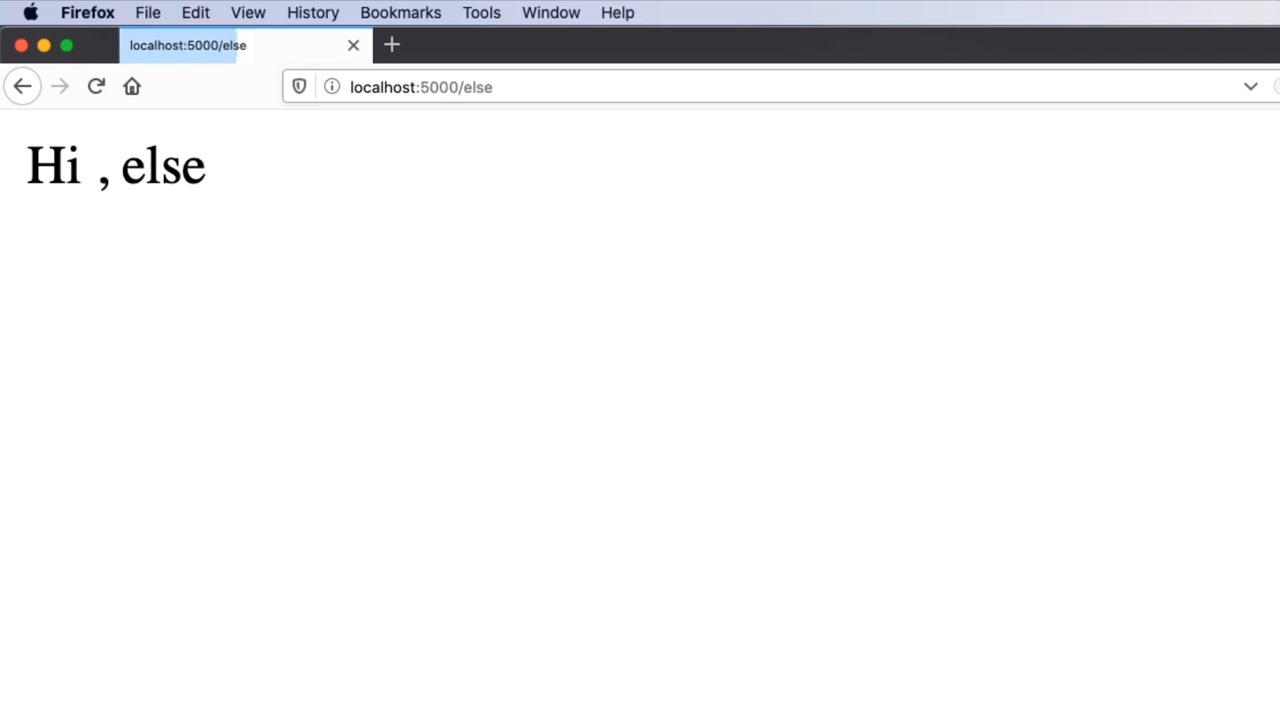 Firefox File Edit View History Bookmarks Tools Window Help
localhost:5000/else
localhost:5000/else
Hi , else